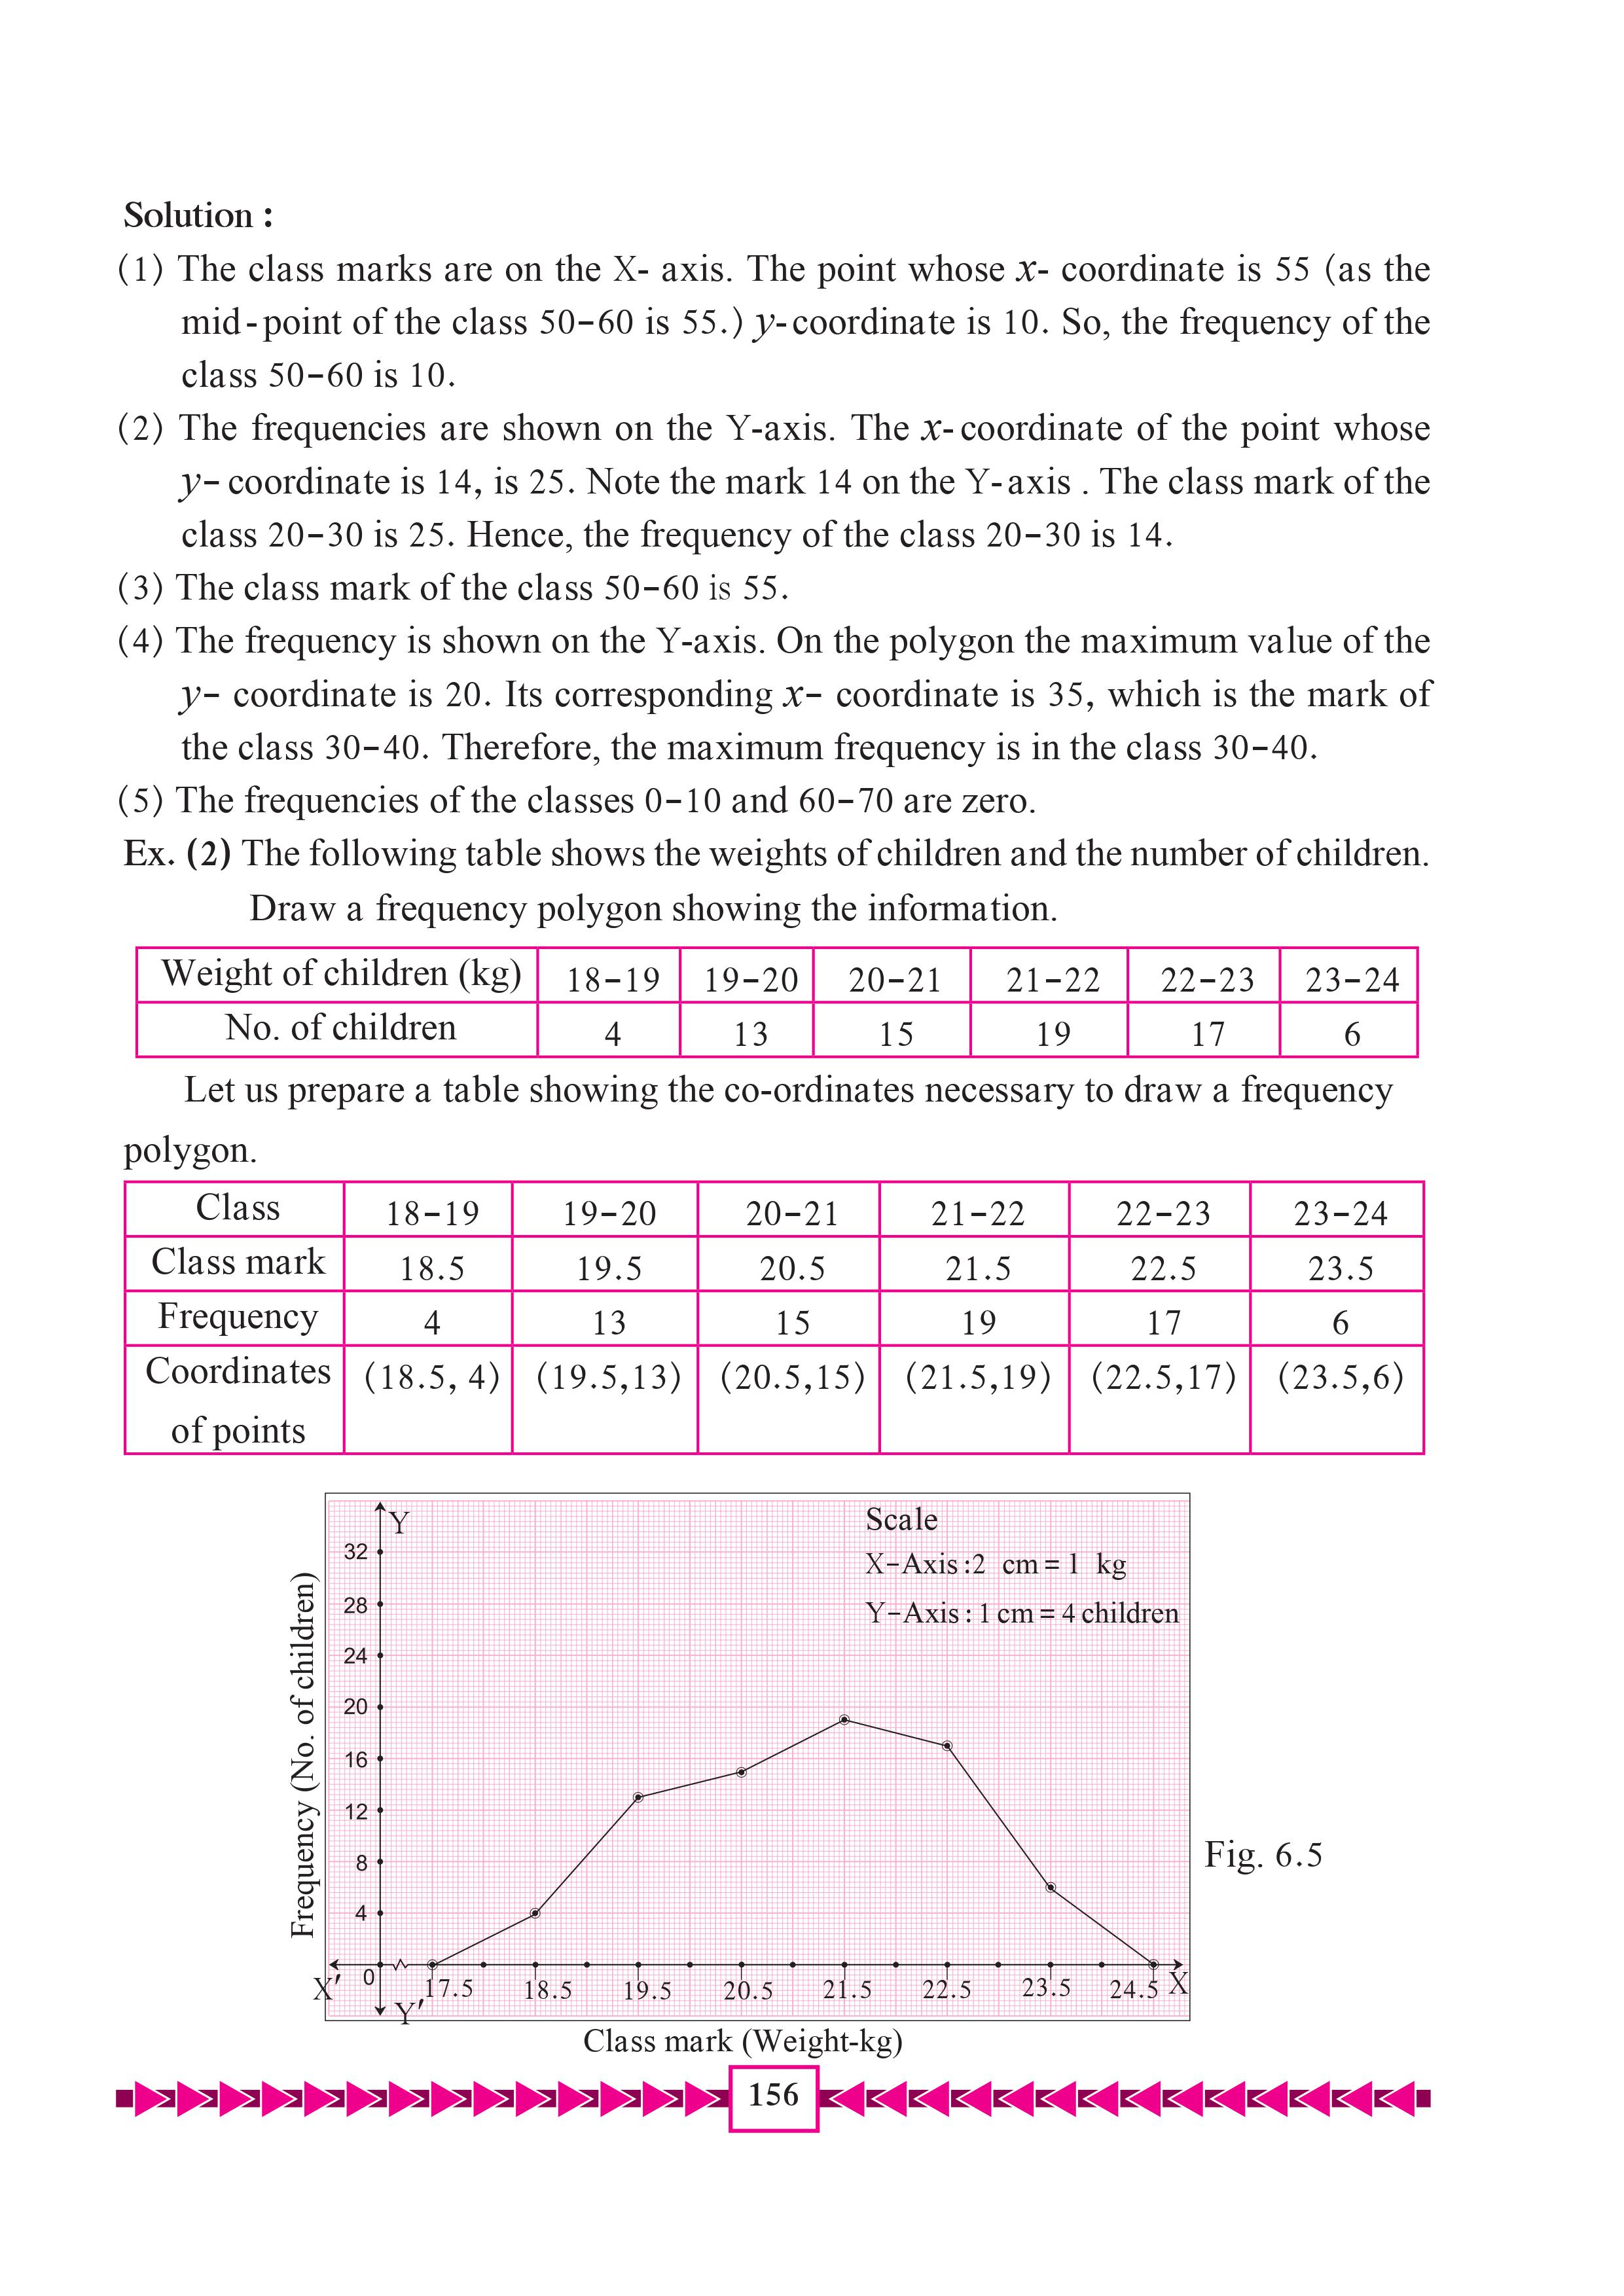 Solution :
(1) The class marks are on the X- axis. The point whose x- coordinate is 55 (as the
mid-point of the class 50-60 is 55.) y-coordinate is 10. So, the frequency of the
class 50-60 is 10.
(2) The frequencies are shown on the Y-axis. The x-coordinate of the point whose
y- coordinate is 14, is 25. Note the mark 14 on the Y-axis . The class mark of the
class 20-30 is 25. Hence, the frequency of the class 20-30 is 14.
(3) The class mark of the class 50-60 is 55.
(4) The frequency is shown on the Y-axis. On the polygon the maximum value of the
y- coordinate is 20. Its corresponding x- coordinate is 35, which is the mark of
the class 30-40. Therefore, the maximum frequency is in the class 30-40.
(5) The frequencies of the classes 0-10 and 60-70 are zero.
Ex. (2) The following table shows the weights of children and the number of children.
Draw a frequency polygon showing the information.
Weight of children (kg) 18-19 19-20 20-21 21-22 22-23 23-24
No. of children 4 13 15 19 17 6
Let us prepare a table showing the co-ordinates necessary to draw a frequency
polygon.
Class 18-19 19-20 20-21 21-22 22-23 23-24
Class mark 18.5 19.5 20.5 21.5 22.5 23.5
Frequency 4 13 15 19 17 6
Coordinates (18.5, 4) (19.5,13) (20.5,15) (21.5,19) (22.5,17) (23.5,6)
of points
Y
Scale
X-Axis :2 cm = 1 kg
Y-Axis : 1 cm = 4 children
32
28
24
20
16
12
8
4
0
Frequency (No. of children)
Fig. 6.5
X′ 17.5 18.5 19.5 20.5 21.5 22.5 23.5 24.5 X
Y′
Class mark (Weight-kg)
156